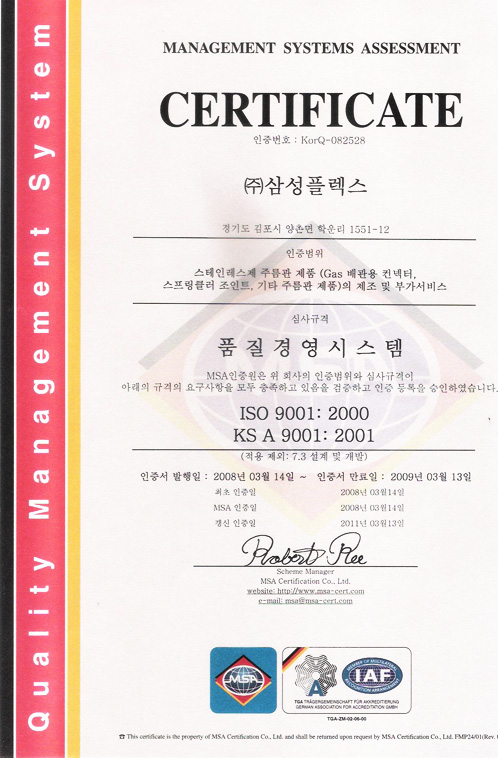 Quality Management System
MANAGEMENT SYSTEMS ASSESSMENT
CERTIFICATE
인증번호 : KorQ-082528
㈜삼성플렉스
경기도 김포시 양촌면 학운리 1551-12
인증범위
스테인레스제 주름관 제품 (Gas 배관용 컨넥터,
스프링클러 조인트, 기타 주름관 제품)의 제조 및 부가서비스
심사규격
품질경영시스템
MSA인증원은 위 회사의 인증범위와 심사규격이
아래의 규격의 요구사항을 모두 충족하고 있음을 검증하고 인증 등록을 승인하였습니다.
ISO 9001: 2000
KS A 9001: 2001
(적용 제외: 7.3 설계 및 개발)
인증서 발행일 : 2008년 03월 14일 ~ 인증서 만료일 : 2009년 03월 13일
최초 인증일 2008년 03월14일
MSA 인증일 2008년 03월14일
갱신 인증일 2011년 03월13일
Robert Ree
Scheme Manager
MSA Certification Co., Ltd.
website: http://www.msa-cert.com
e-mail: msa@msa-cert.com
MSA
TGA TRÄGERGEMEINSCHAFT FÜR AKKREDITIERUNG
GERMAN ASSOCIATION FOR ACCREDITATION GMBH
MEMBER OF MULTILATERAL
RECOGNITION ARRANGEMENT
IAF
TGA-ZM-02-06-00
☎ This certificate is the property of MSA Certification Co., Ltd. and shall be returned upon request by MSA Certification Co., Ltd. FMP24/01(Rev.